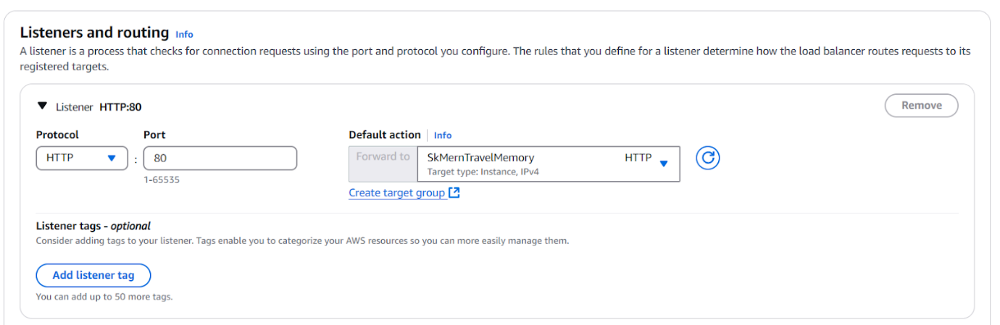 Listeners and routing Info
A listener is a process that checks for connection requests using the port and protocol you configure. The rules that you define for a listener determine how the load balancer routes requests to its
registered targets.
Listener HTTP:80
Remove
Protocol
Port
Default action
Info
HTTP
:
80
Forward to
SkMernTravelMemory
HTTP
Target type: Instance, IPv4
1-65535
Create target group
Listener tags - optional
Consider adding tags to your listener. Tags enable you to categorize your AWS resources so you can more easily manage them.
Add listener tag
You can add up to 50 more tags.